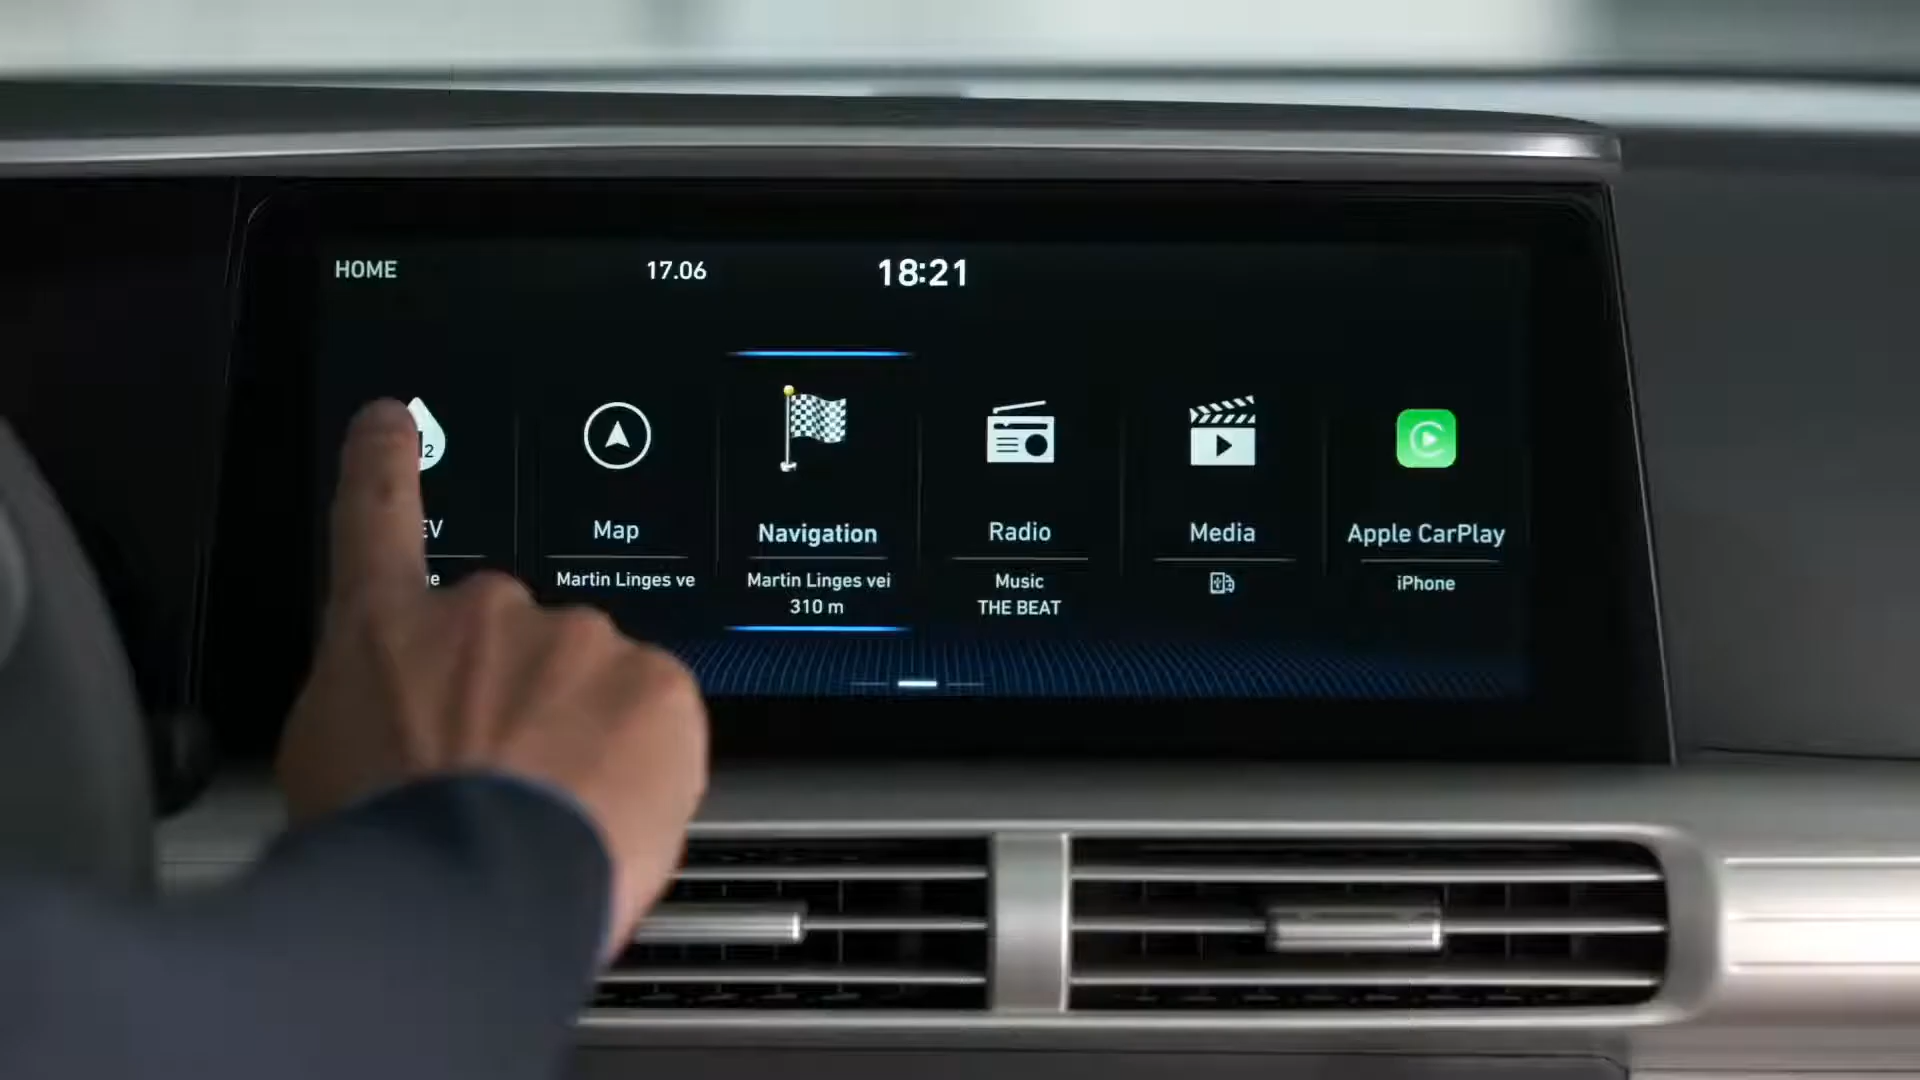 HOME 17.06 18:21
EV Map Navigation Radio Media Apple CarPlay
Martin Linges ve Martin Linges vei Music iPhone
310 m THE BEAT